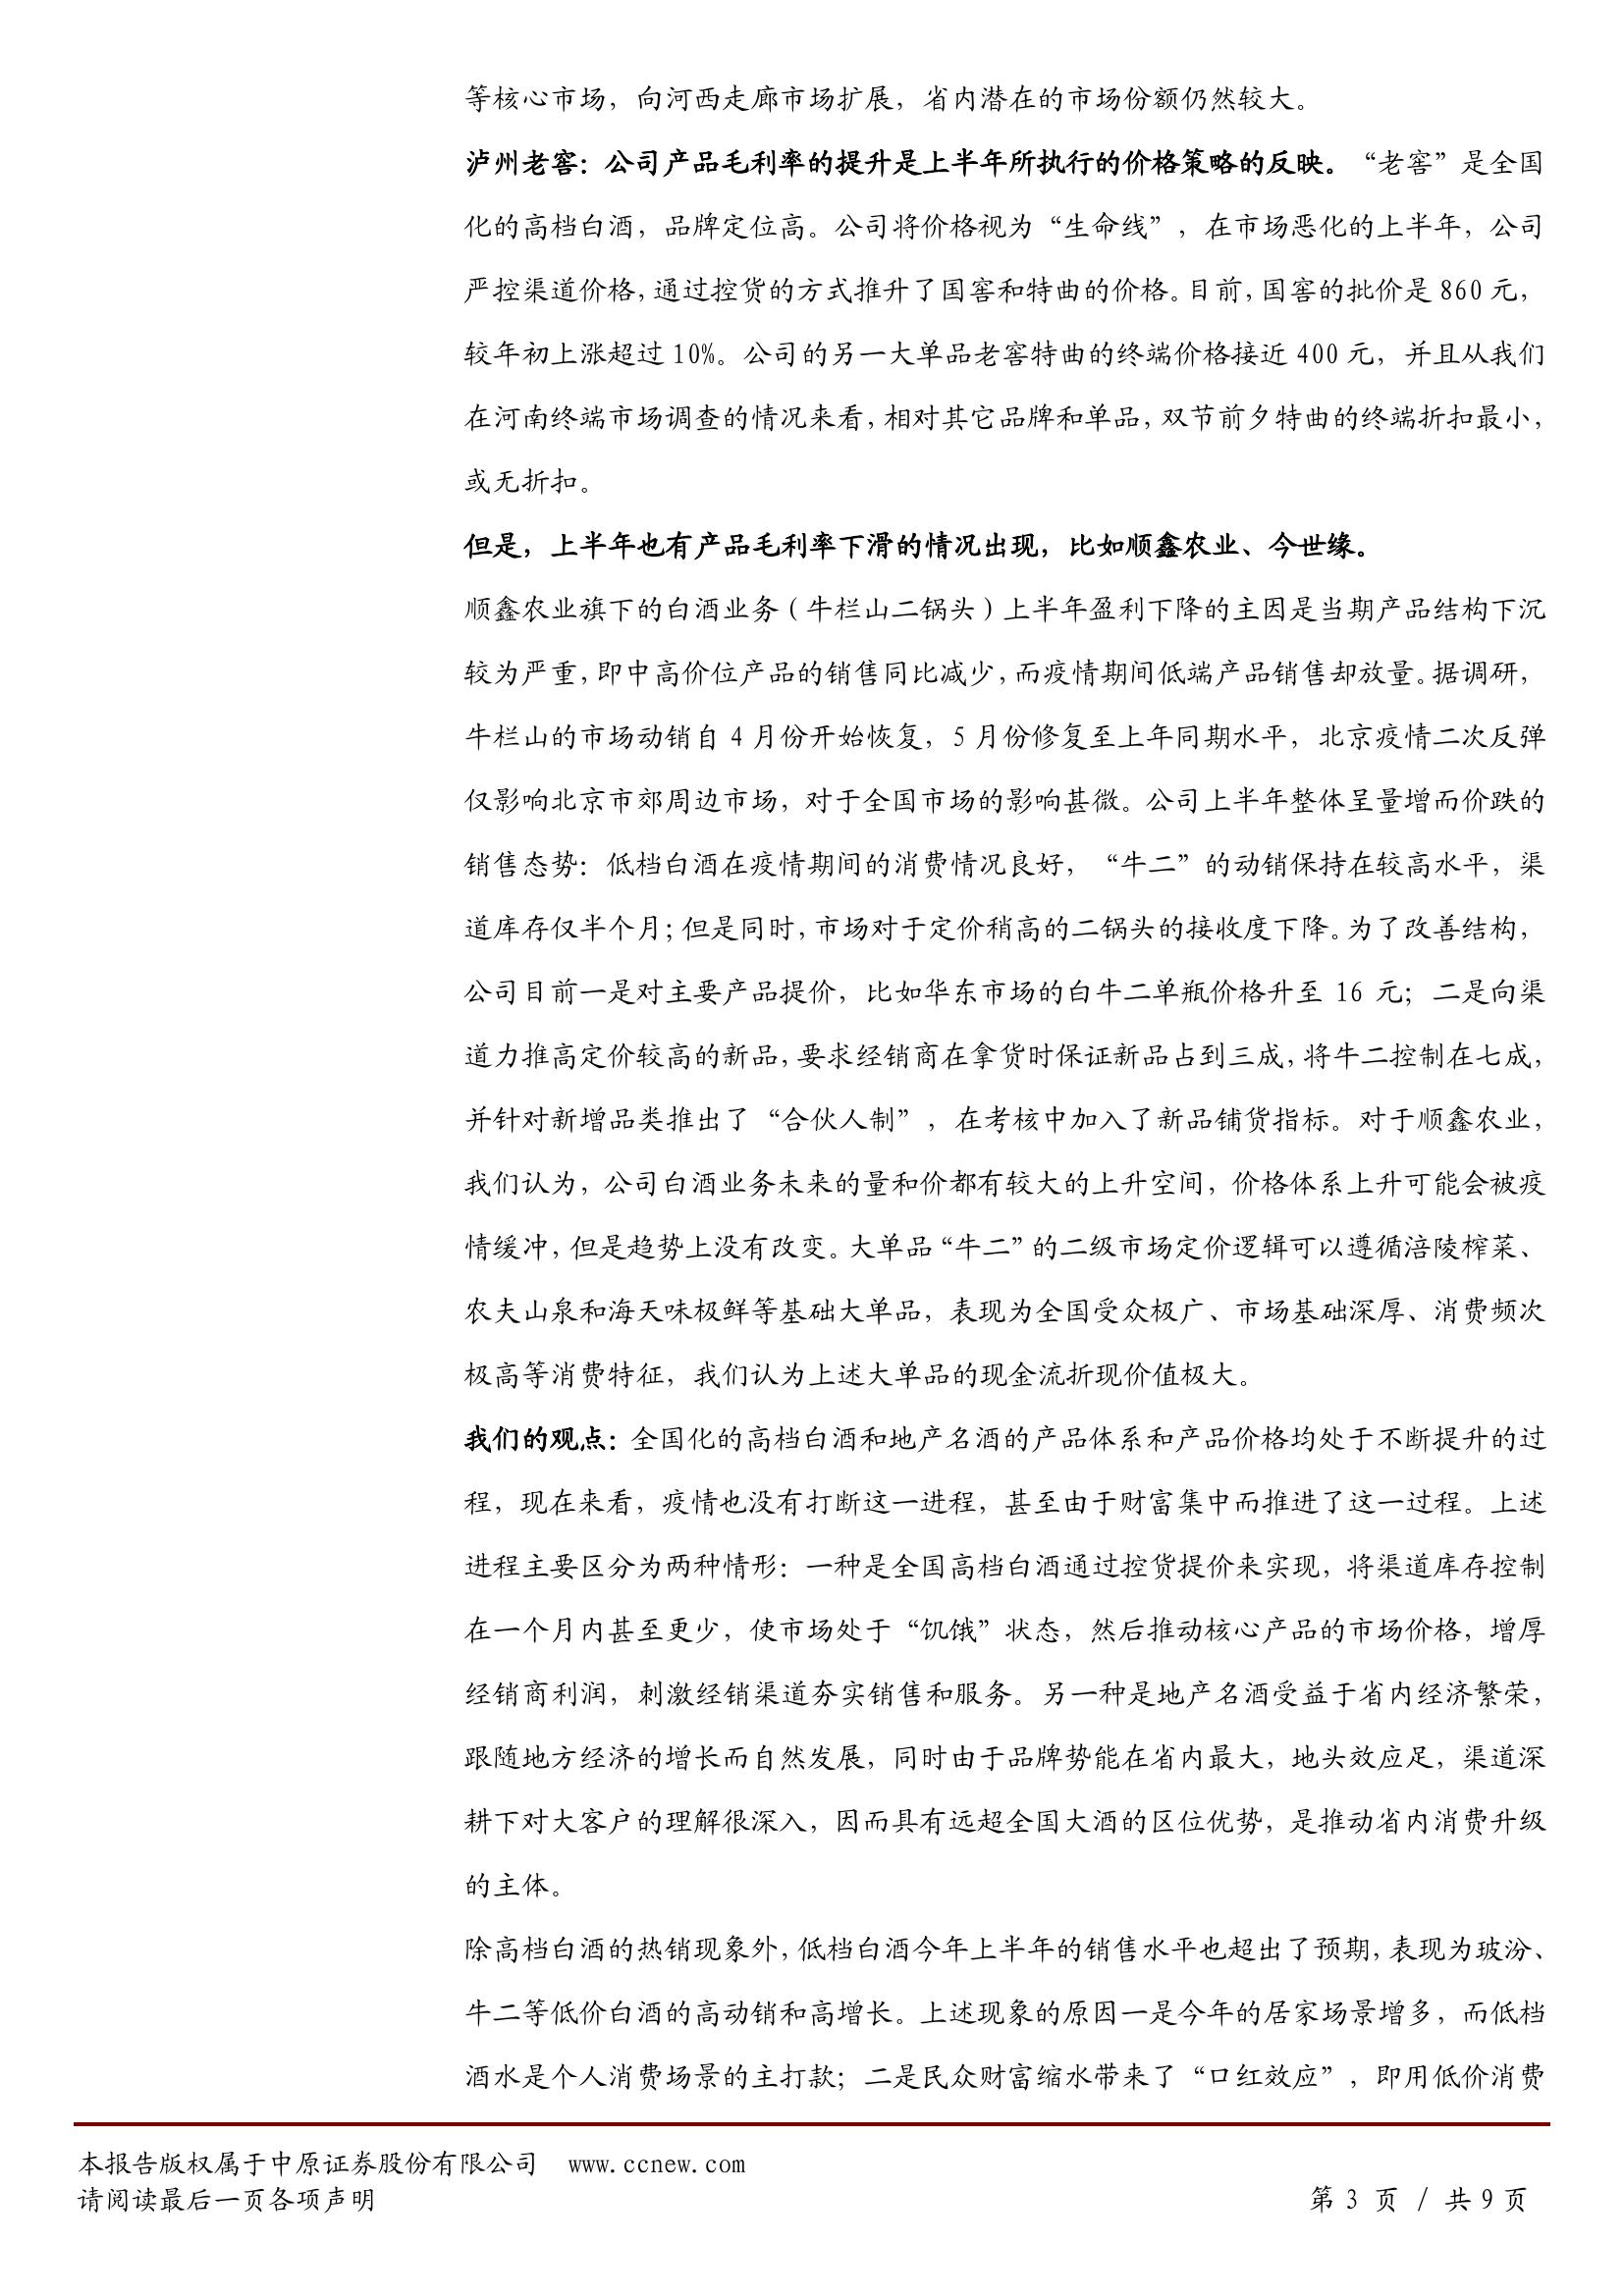 等核心市场，向河西走廊市场扩展，省内潜在的市场份额仍然较大。
泸州老窖：公司产品毛利率的提升是上半年所执行的价格策略的反映。“老窖”是全国
化的高档白酒，品牌定位高。公司将价格视为“生命线”，在市场恶化的上半年，公司
严控渠道价格，通过控货的方式推升了国窖和特曲的价格。目前，国窖的批价是 860 元，
较年初上涨超过 10%。公司的另一大单品老窖特曲的终端价格接近 400 元，并且从我们
在河南终端市场调查的情况来看，相对其它品牌和单品，双节前夕特曲的终端折扣最小，
或无折扣。
但是，上半年也有产品毛利率下滑的情况出现，比如顺鑫农业、今世缘。
顺鑫农业旗下的白酒业务（牛栏山二锅头）上半年盈利下降的主因是当期产品结构下沉
较为严重，即中高价位产品的销售同比减少，而疫情期间低端产品销售却放量。据调研，
牛栏山的市场动销自 4 月份开始恢复，5 月份修复至上年同期水平，北京疫情二次反弹
仅影响北京市郊周边市场，对于全国市场的影响甚微。公司上半年整体呈量增而价跌的
销售态势：低档白酒在疫情期间的消费情况良好，“牛二”的动销保持在较高水平，渠
道库存仅半个月；但是同时，市场对于定价稍高的二锅头的接收度下降。为了改善结构，
公司目前一是对主要产品提价，比如华东市场的白牛二单瓶价格升至 16 元；二是向渠
道力推高定价较高的新品，要求经销商在拿货时保证新品占到三成，将牛二控制在七成，
并针对新增品类推出了“合伙人制”，在考核中加入了新品铺货指标。对于顺鑫农业，
我们认为，公司白酒业务未来的量和价都有较大的上升空间，价格体系上升可能会被疫
情缓冲，但是趋势上没有改变。大单品“牛二”的二级市场定价逻辑可以遵循涪陵榨菜、
农夫山泉和海天味极鲜等基础大单品，表现为全国受众极广、市场基础深厚、消费频次
极高等消费特征，我们认为上述大单品的现金流折现价值极大。
我们的观点：全国化的高档白酒和地产名酒的产品体系和产品价格均处于不断提升的过
程，现在来看，疫情也没有打断这一进程，甚至由于财富集中而推进了这一过程。上述
进程主要区分为两种情形：一种是全国高档白酒通过控货提价来实现，将渠道库存控制
在一个月内甚至更少，使市场处于“饥饿”状态，然后推动核心产品的市场价格，增厚
经销商利润，刺激经销渠道夯实销售和服务。另一种是地产名酒受益于省内经济繁荣，
跟随地方经济的增长而自然发展，同时由于品牌势能在省内最大，地头效应足，渠道深
耕下对大客户的理解很深入，因而具有远超全国大酒的区位优势，是推动省内消费升级
的主体。
除高档白酒的热销现象外，低档白酒今年上半年的销售水平也超出了预期，表现为玻汾、
牛二等低价白酒的高动销和高增长。上述现象的原因一是今年的居家场景增多，而低档
酒水是个人消费场景的主打款；二是民众财富缩水带来了“口红效应”，即用低价消费
本报告版权属于中原证券股份有限公司 www.ccnew.com
请阅读最后一页各项声明
第 3 页 / 共 9 页